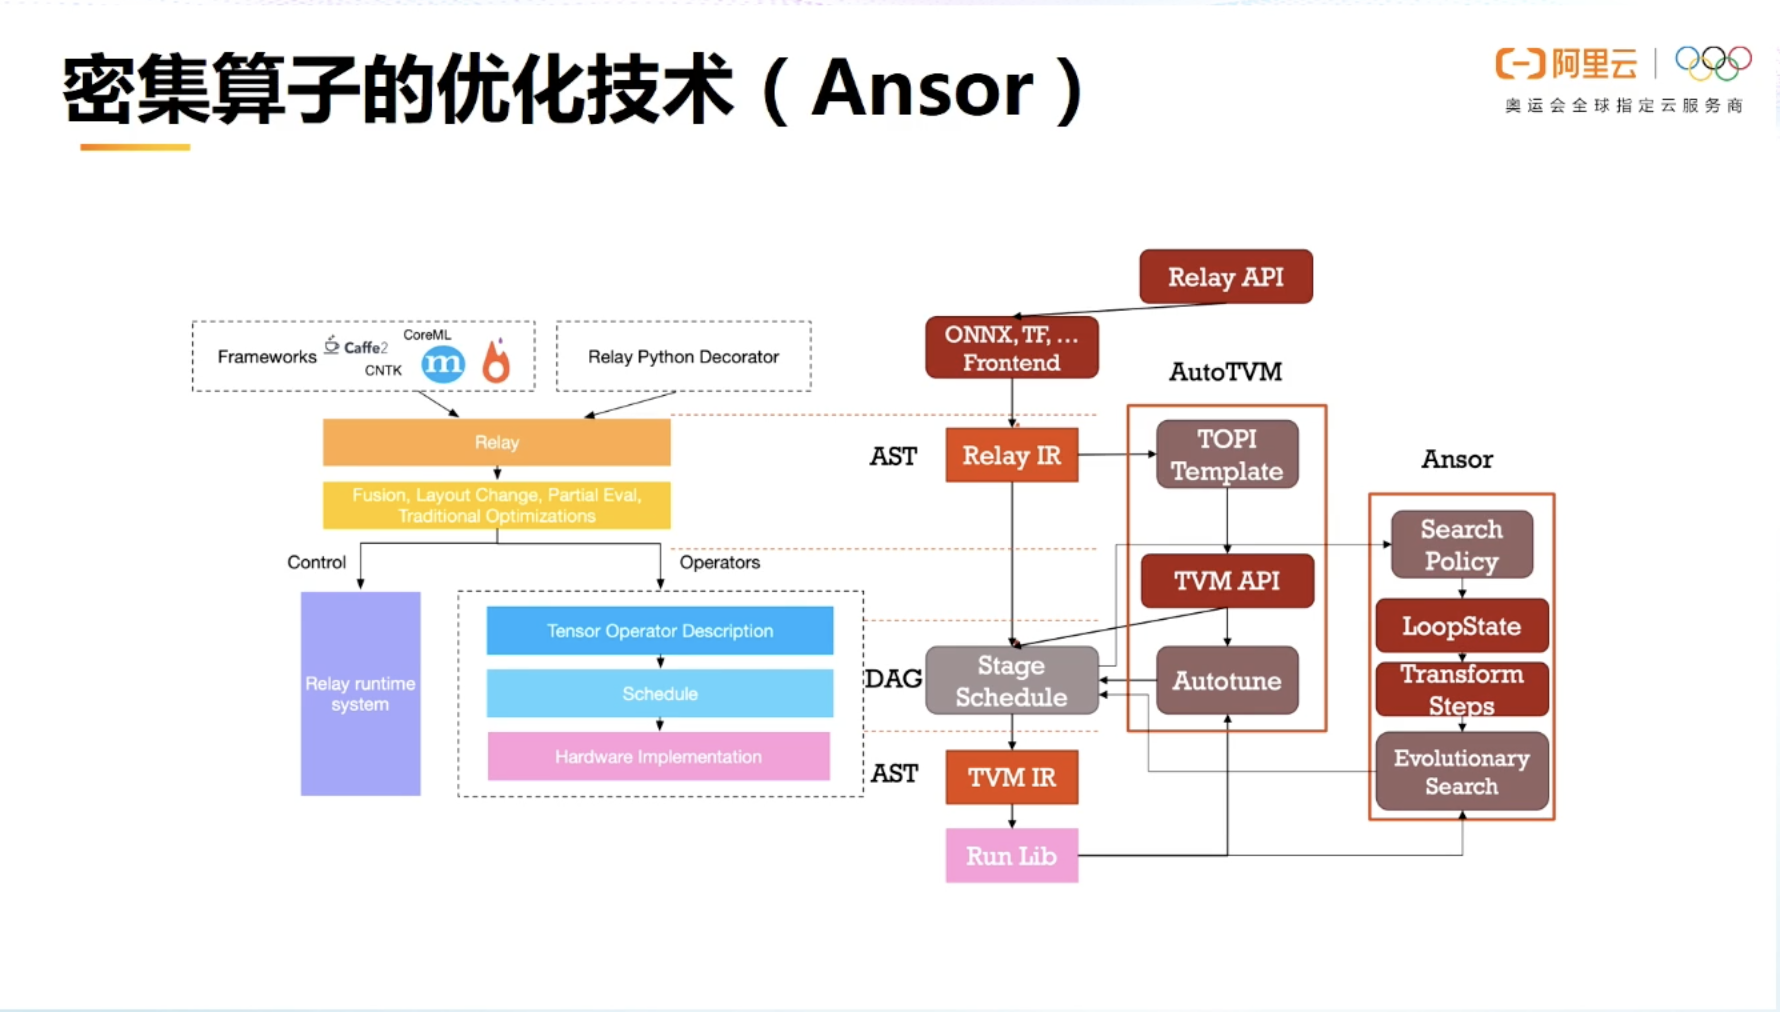 密集算子的优化技术（Ansor）
阿里云
奥运会全球指定云服务商
Frameworks
Caffe2
CoreML
CNTK
m
Relay Python Decorator
Relay
Fusion, Layout Change, Partial Eval,
Traditional Optimizations
Control
Operators
Relay runtime
system
Tensor Operator Description
Schedule
Hardware Implementation
Relay API
ONNX, TF, ...
Frontend
AST
Relay IR
AutoTVM
TOPI
Template
TVM API
Autotune
DAG
Stage
Schedule
AST
TVM IR
Run Lib
Ansor
Search
Policy
LoopState
Transform
Steps
Evolutionary
Search